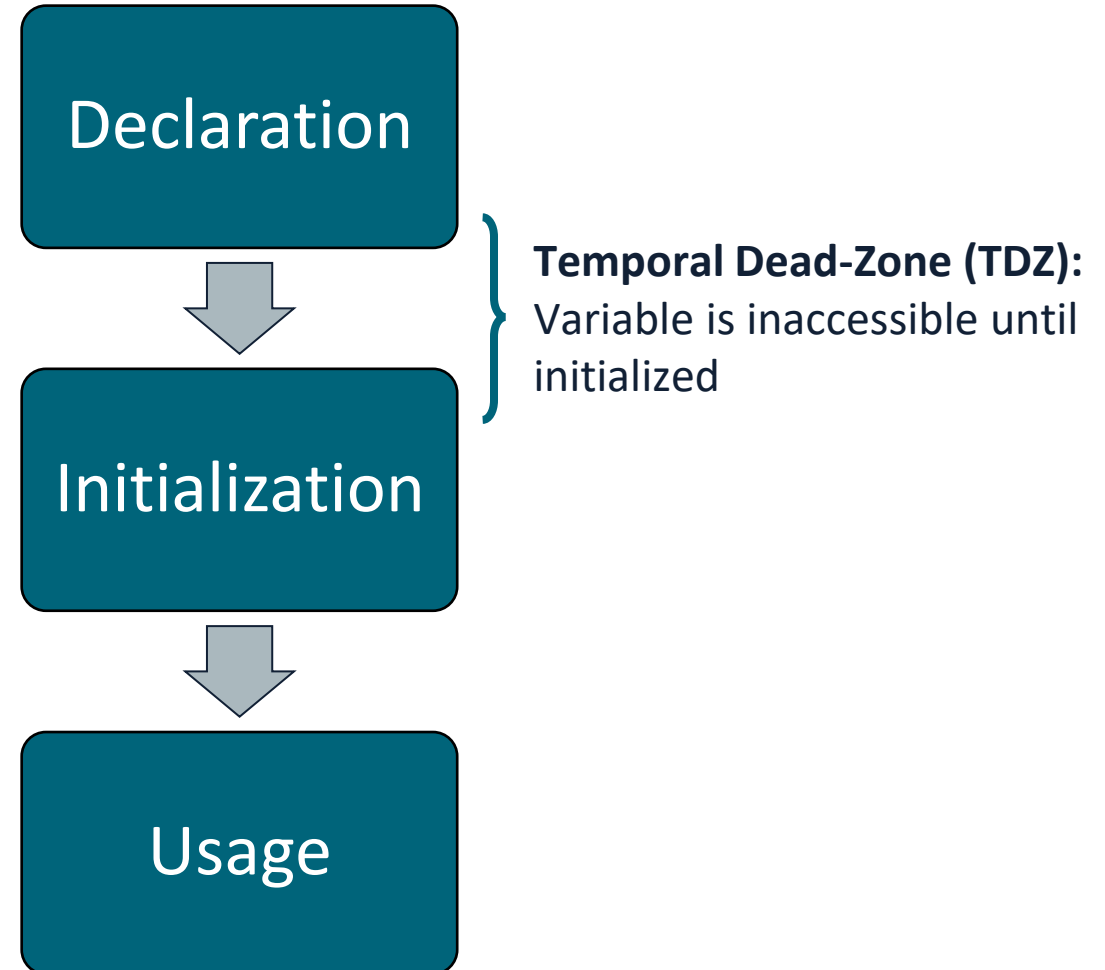 Declaration
Temporal Dead-Zone (TDZ):
Variable is inaccessible until
initialized
Initialization
Usage